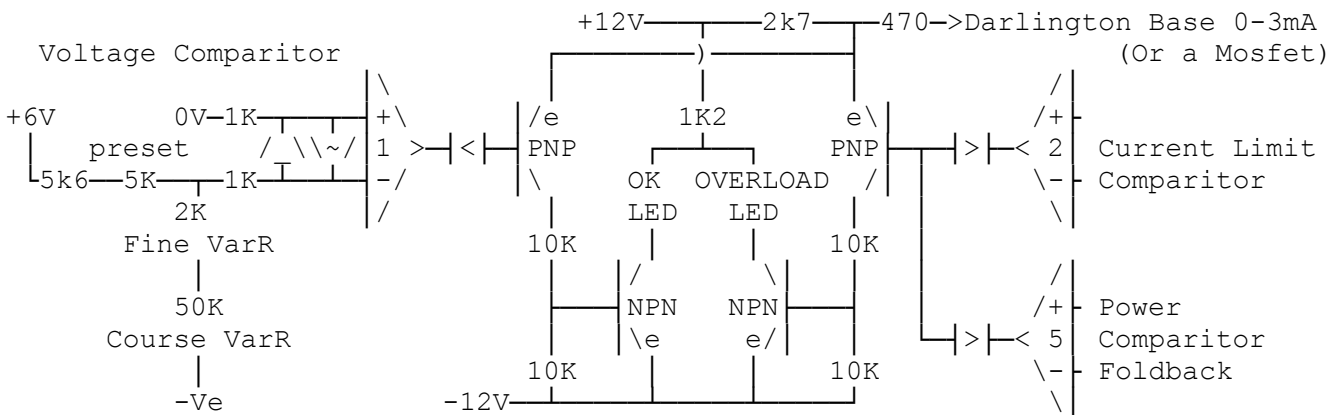 +12V 2k7 470 >Darlington Base 0-3mA
Voltage Comparitor ) (Or a Mosfet)
+6V 0V 1K + /e 1K2 e +
preset 1 > PNP PNP < 2 Current Limit
5k6 5K 1K - OK OVERLOAD - Comparitor
2K LED LED
Fine VarR 10K 10K
50K NPN NPN + Power
Course VarR e e < 5 Comparitor
10K 10K - Foldback
-Ve -12V